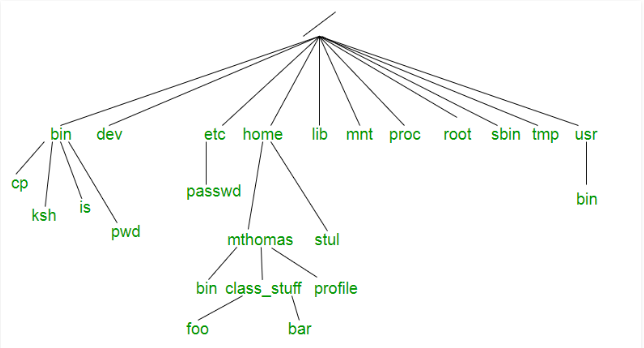 /
bin dev etc home lib mnt proc root sbin tmp usr
cp ksh is pwd passwd bin
mthomas stul
bin class_stuff profile
foo bar